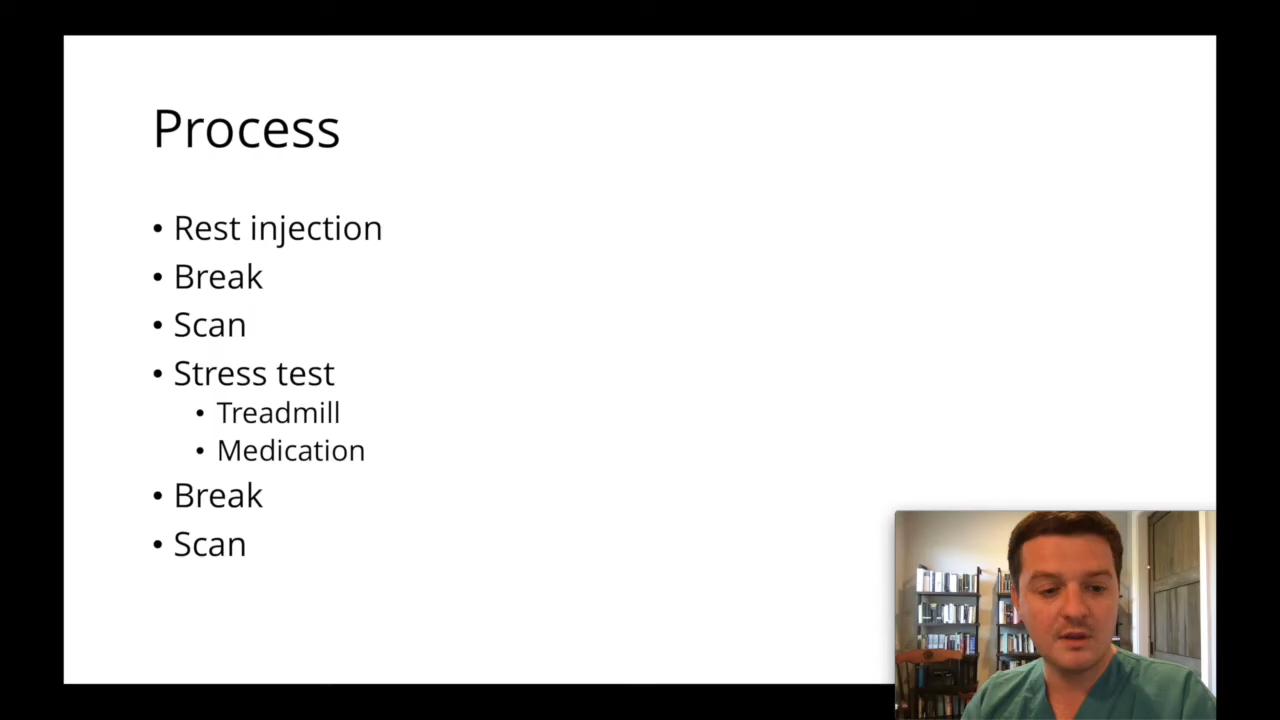 Process
• Rest injection
• Break
• Scan
• Stress test
• Treadmill
• Medication
• Break
• Scan